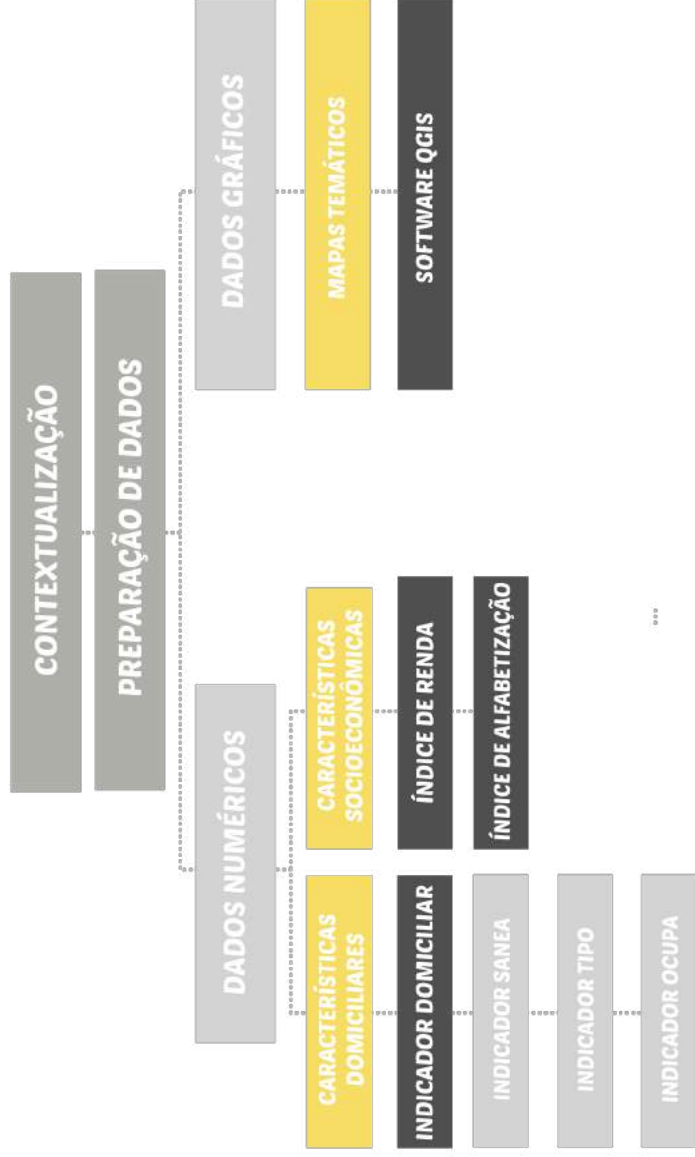 CONTEXTUALIZAÇÃO
PREPARAÇÃO DE DADOS
DADOS NUMÉRICOS
CARACTERÍSTICAS
DOMICILIARES
INDICADOR DOMICILIAR
INDICADOR SANEA
INDICADOR TIPO
INDICADOR OCUPA
CARACTERÍSTICAS
SOCIOECONÔMICAS
ÍNDICE DE RENDA
ÍNDICE DE ALFABETIZAÇÃO
DADOS GRÁFICOS
MAPAS TEMÁTICOS
SOFTWARE QGIS